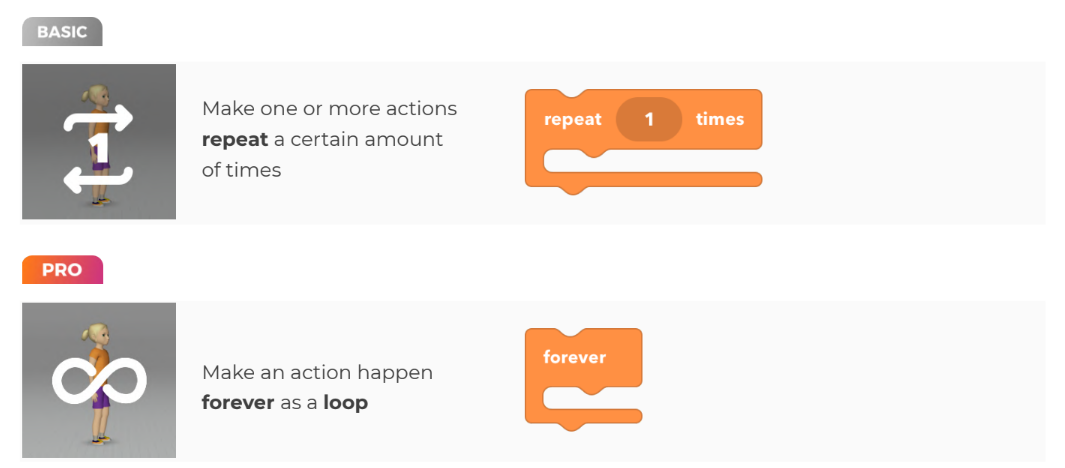 BASIC
1
Make one or more actions
repeat a certain amount
of times
repeat 1 times
PRO
Make an action happen
forever as a loop
forever